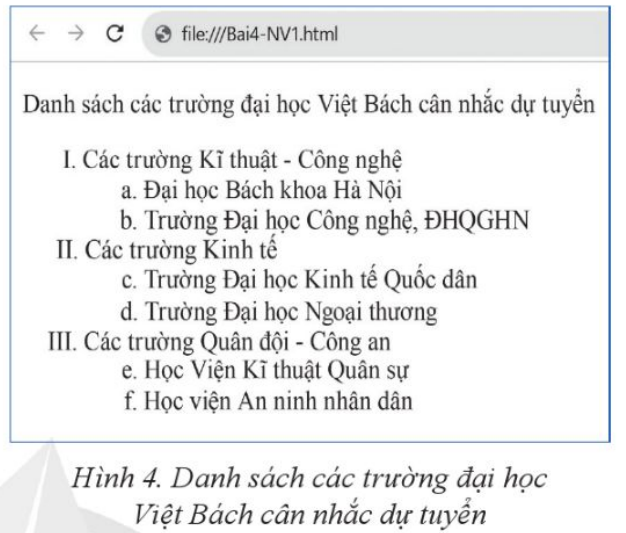 file:///Bai4-NV1.html
Danh sách các trường đại học Việt Bách cân nhắc dự tuyển
I. Các trường Kĩ thuật - Công nghệ
a. Đại học Bách khoa Hà Nội
b. Trường Đại học Công nghệ, ĐHQGHN
II. Các trường Kinh tế
c. Trường Đại học Kinh tế Quốc dân
d. Trường Đại học Ngoại thương
III. Các trường Quân đội - Công an
e. Học Viện Kĩ thuật Quân sự
f. Học viện An ninh nhân dân
Hình 4. Danh sách các trường đại học
Việt Bách cân nhắc dự tuyển